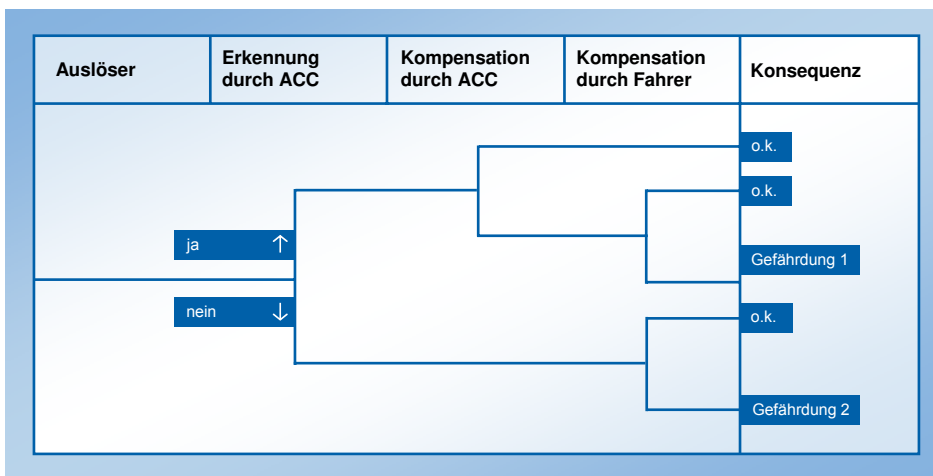 Auslöser
Erkennung
durch ACC
Kompensation
durch ACC
Kompensation
durch Fahrer
Konsequenz
o.k.
o.k.
ja ↑
Gefährdung 1
nein ↓
o.k.
Gefährdung 2